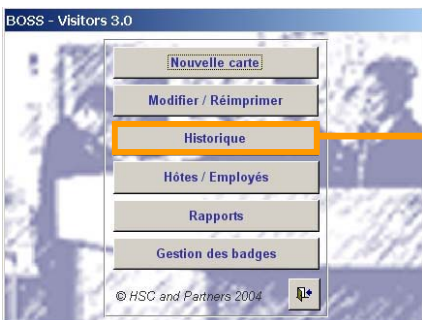 BOSS - Visitors 3.0
Nouvelle carte
Modifier / Réimprimer
Historique
Hôtes / Employés
Rapports
Gestion des badges
© HSC and Partners 2004